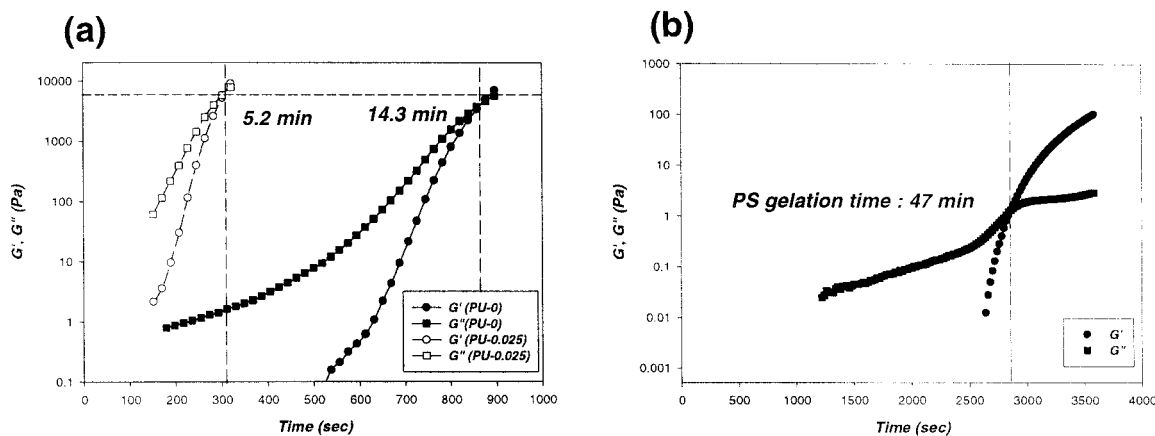 (a)
10000
1000
100
10
1
0.1
G', G'' (Pa)
5.2 min
14.3 min
G' (PU-0)
G''(PU-0)
G' (PU-0.025)
G'' (PU-0.025)
0 100 200 300 400 500 600 700 800 900 1000
Time (sec)
(b)
1000
100
10
1
0.1
0.01
0.001
G', G'' (Pa)
PS gelation time : 47 min
G'
G''
0 500 1000 1500 2000 2500 3000 3500 4000
Time (sec)